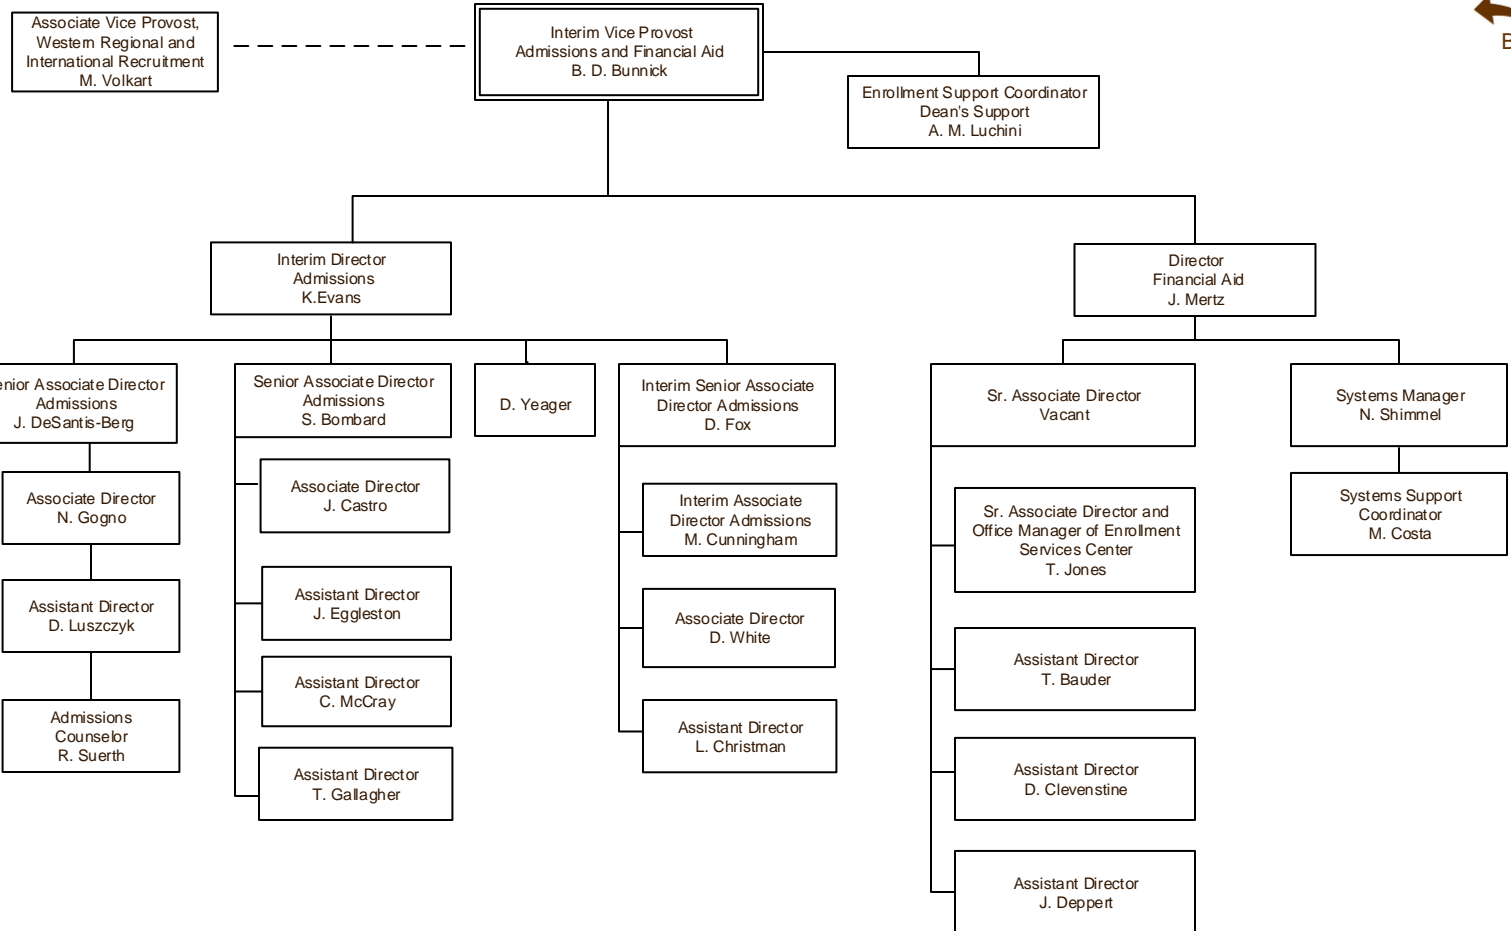 Associate Vice Provost,
Western Regional and
International Recruitment
M. Volkart
Interim Vice Provost
Admissions and Financial Aid
B. D. Bunnick
Enrollment Support Coordinator
Dean's Support
A. M. Luchini
B
Interim Director
Admissions
K.Evans
Director
Financial Aid
J. Mertz
enior Associate Director
Admissions
J. DeSantis-Berg
Senior Associate Director
Admissions
S. Bombard
D. Yeager
Interim Senior Associate
Director Admissions
D. Fox
Sr. Associate Director
Vacant
Systems Manager
N. Shimmel
Associate Director
N. Gogno
Assistant Director
D. Luszczyk
Admissions
Counselor
R. Suerth
Associate Director
J. Castro
Assistant Director
J. Eggleston
Assistant Director
C. McCray
Assistant Director
T. Gallagher
Interim Associate
Director Admissions
M. Cunningham
Associate Director
D. White
Assistant Director
L. Christman
Sr. Associate Director and
Office Manager of Enrollment
Services Center
T. Jones
Assistant Director
T. Bauder
Assistant Director
D. Clevenstine
Assistant Director
J. Deppert
Systems Support
Coordinator
M. Costa